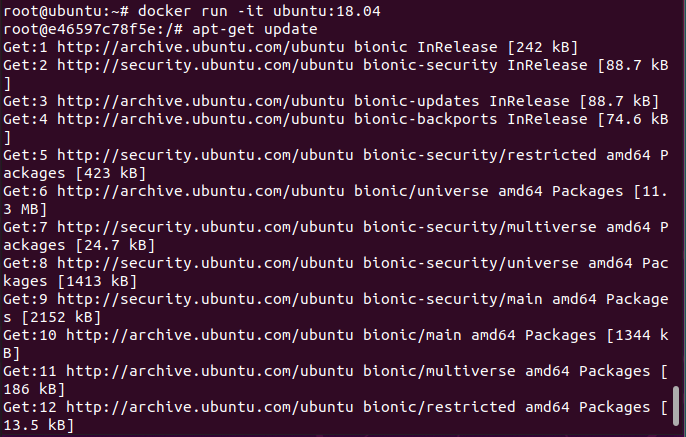 root@ubuntu:~# docker run -it ubuntu:18.04
root@e46597c78f5e:/# apt-get update
Get:1 http://archive.ubuntu.com/ubuntu bionic InRelease [242 kB]
Get:2 http://security.ubuntu.com/ubuntu bionic-security InRelease [88.7 kB
]
Get:3 http://archive.ubuntu.com/ubuntu bionic-updates InRelease [88.7 kB]
Get:4 http://archive.ubuntu.com/ubuntu bionic-backports InRelease [74.6 kB
]
Get:5 http://security.ubuntu.com/ubuntu bionic-security/restricted amd64 P
ackages [423 kB]
Get:6 http://archive.ubuntu.com/ubuntu bionic/universe amd64 Packages [11.
3 MB]
Get:7 http://security.ubuntu.com/ubuntu bionic-security/multiverse amd64 P
ackages [24.7 kB]
Get:8 http://security.ubuntu.com/ubuntu bionic-security/universe amd64 Pac
kages [1413 kB]
Get:9 http://security.ubuntu.com/ubuntu bionic-security/main amd64 Package
s [2152 kB]
Get:10 http://archive.ubuntu.com/ubuntu bionic/main amd64 Packages [1344 k
B]
Get:11 http://archive.ubuntu.com/ubuntu bionic/multiverse amd64 Packages [
186 kB]
Get:12 http://archive.ubuntu.com/ubuntu bionic/restricted amd64 Packages [
13.5 kB]